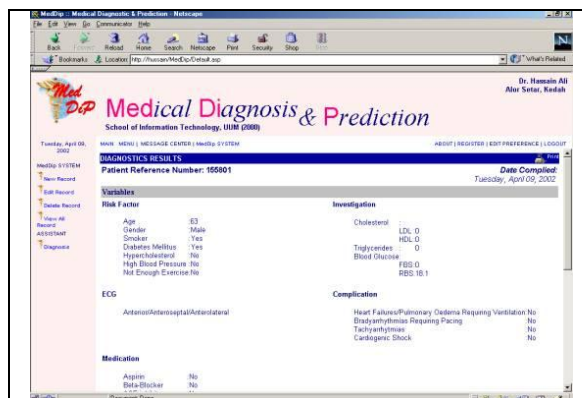 MedDip :: Medical Diagnostic & Prediction - Netscape
File Edit View Go Communicator Help
Back Forward Reload Home Search Netscape Print Security Shop Stop
Bookmarks Location: http://hussain/MedDip/Default.asp What's Related
Dr. Hussain Ali
Alor Setar, Kedah
Med DiP
Medical Diagnosis & Prediction
School of Information Technology, UUM (2000)
Tuesday, April 09, 2002
MAIN MENU | MESSAGE CENTER | MedDip SYSTEM
ABOUT | REGISTER | EDIT PREFERENCE | LOGOUT
MedDip SYSTEM
New Record
Edit Record
Delete Record
View All Record
ASSISTANT
Diagnosis
DIAGNOSTICS RESULTS
Print
Patient Reference Number: 155801
Date Complied:
Tuesday, April 09, 2002
Variables
Risk Factor
Age :63
Gender :Male
Smoker :Yes
Diabetes Mellitus :Yes
Hypercholesterol :No
High Blood Pressure :No
Not Enough Exercise:No
Investigation
Cholesterol :
LDL :0
HDL :0
Triglycerides : 0
Blood Glucose:
FBS:0
RBS:18.1
ECG
Anterior/Anteroseptal/Anterolateral
Complication
Heart Failures/Pulmonary Oedema Requiring Ventilation:No
Bradyarrhythmias Requiring Pacing :No
Tachyarrhytmias :No
Cardiogenic Shock :No
Medication
Aspirin :No
Beta-Blocker :No
Document: Done